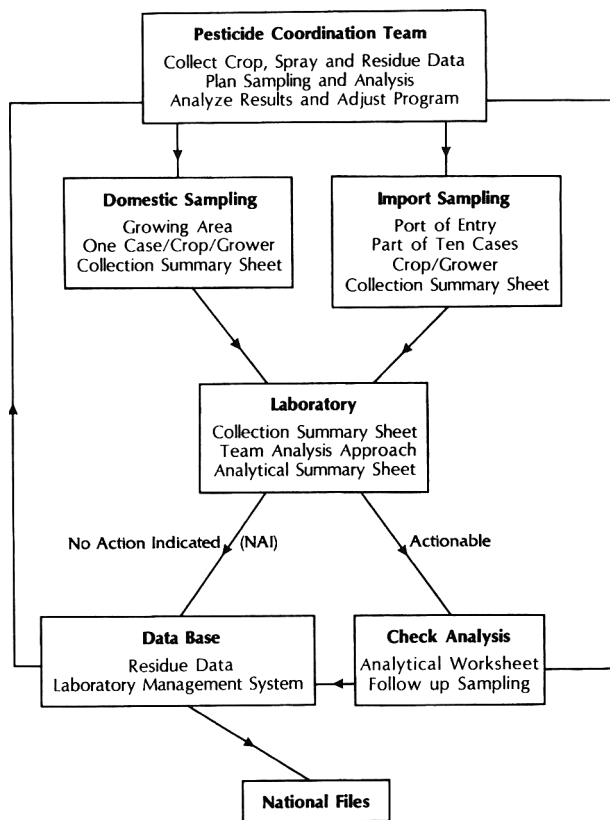 Pesticide Coordination Team
Collect Crop, Spray and Residue Data
Plan Sampling and Analysis
Analyze Results and Adjust Program
Domestic Sampling
Growing Area
One Case/Crop/Grower
Collection Summary Sheet
Import Sampling
Port of Entry
Part of Ten Cases
Crop/Grower
Collection Summary Sheet
Laboratory
Collection Summary Sheet
Team Analysis Approach
Analytical Summary Sheet
No Action Indicated (NAI)
Actionable
Data Base
Residue Data
Laboratory Management System
Check Analysis
Analytical Worksheet
Follow up Sampling
National Files